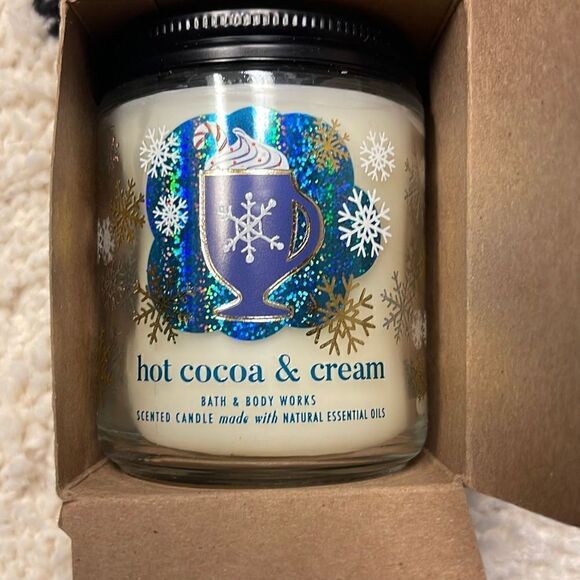 hot cocoa & cream
BATH & BODY WORKS
SCENTED CANDLE made with NATURAL ESSENTIAL OILS